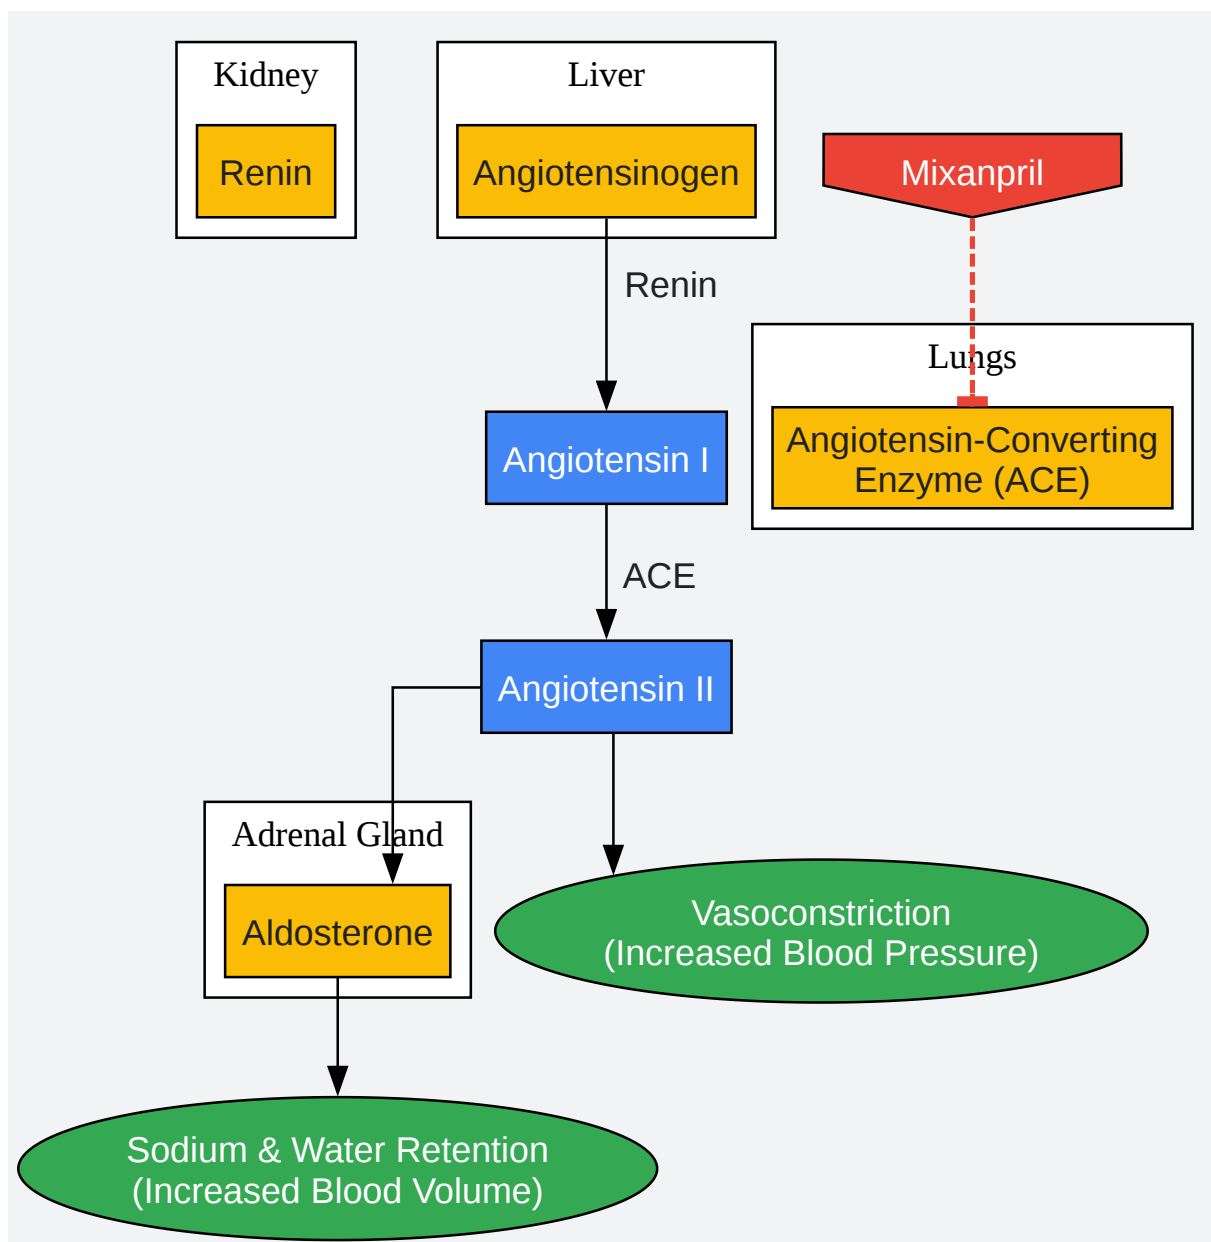 Kidney
Renin
Liver
Angiotensinogen
Mixanpril
Renin
Lungs
Angiotensin-Converting
Enzyme (ACE)
Angiotensin I
ACE
Angiotensin II
Adrenal Gland
Aldosterone
Vasoconstriction
(Increased Blood Pressure)
Sodium & Water Retention
(Increased Blood Volume)